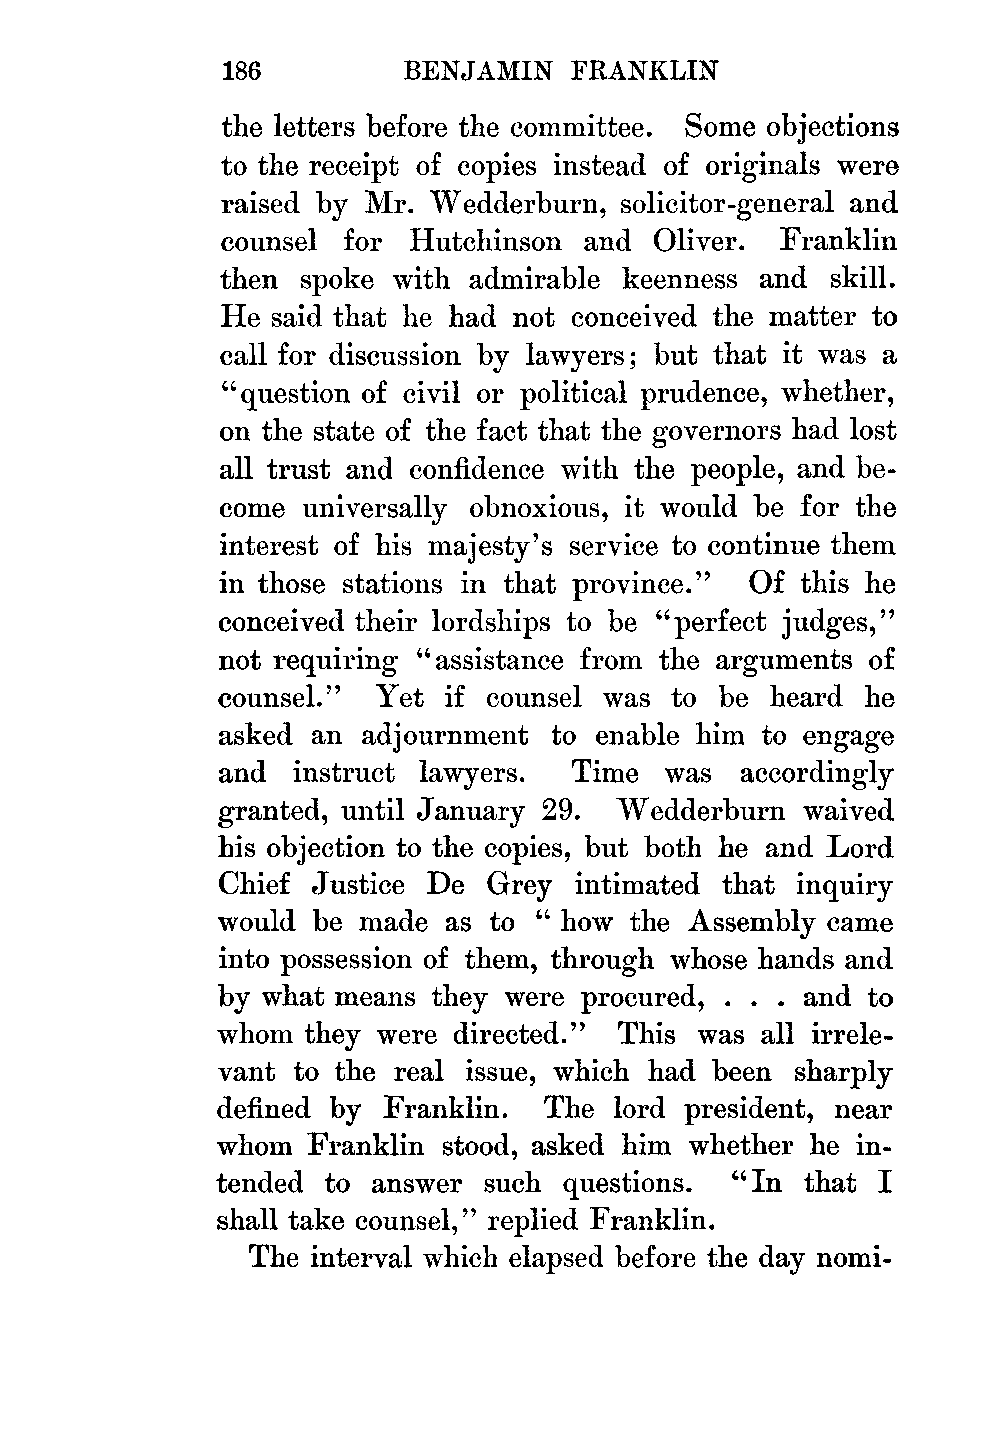 186 BENJAMIN FRANKLIN
the letters before the committee. Some objections
to the receipt of copies instead of originals were
raised by Mr. Wedderburn, solicitor-general and
counsel for Hutchinson and Oliver. Franklin
then spoke with admirable keenness and skill.
He said that he had not conceived the matter to
call for discussion by lawyers; but that it was a
“question of civil or political prudence, whether,
on the state of the fact that the governors had lost
all trust and confidence with the people, and be-
come universally obnoxious, it would be for the
interest of his majesty’s service to continue them
in those stations in that province.” Of this he
conceived their lordships to be “perfect judges,”
not requiring “assistance from the arguments of
counsel.” Yet if counsel was to be heard he
asked an adjournment to enable him to engage
and instruct lawyers. Time was accordingly
granted, until January 29. Wedderburn waived
his objection to the copies, but both he and Lord
Chief Justice De Grey intimated that inquiry
would be made as to “ how the Assembly came
into possession of them, through whose hands and
by what means they were procured, . . . and to
whom they were directed.” This was all irrele-
vant to the real issue, which had been sharply
defined by Franklin. The lord president, near
whom Franklin stood, asked him whether he in-
tended to answer such questions. “In that I
shall take counsel,” replied Franklin.
The interval which elapsed before the day nomi-